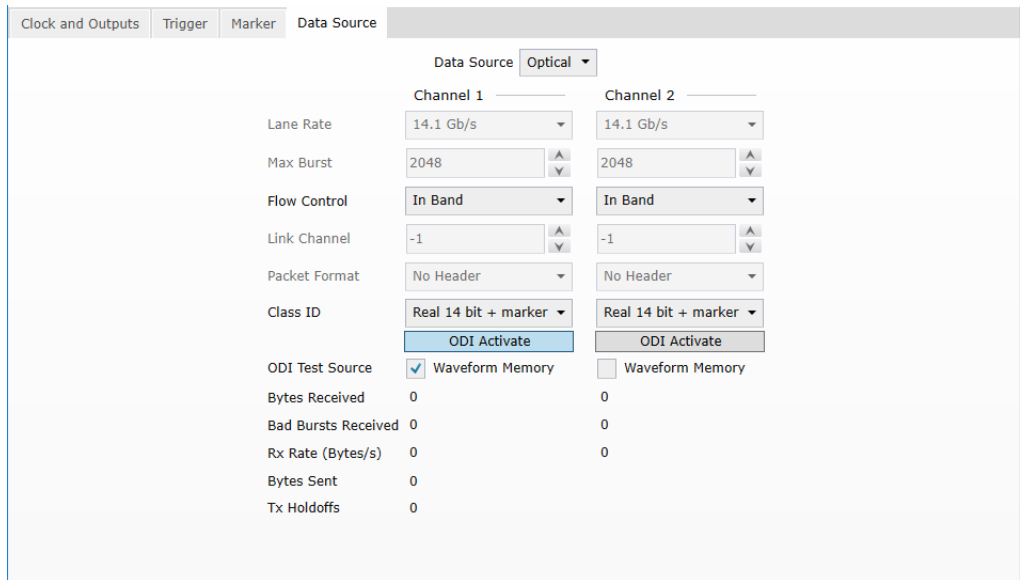 Clock and Outputs Trigger Marker Data Source
Data Source Optical
Channel 1 Channel 2
Lane Rate 14.1 Gb/s 14.1 Gb/s
Max Burst 2048 2048
Flow Control In Band In Band
Link Channel -1 -1
Packet Format No Header No Header
Class ID Real 14 bit + marker Real 14 bit + marker
ODI Activate ODI Activate
ODI Test Source Waveform Memory Waveform Memory
Bytes Received 0 0
Bad Bursts Received 0 0
Rx Rate (Bytes/s) 0 0
Bytes Sent 0
Tx Holdoffs 0